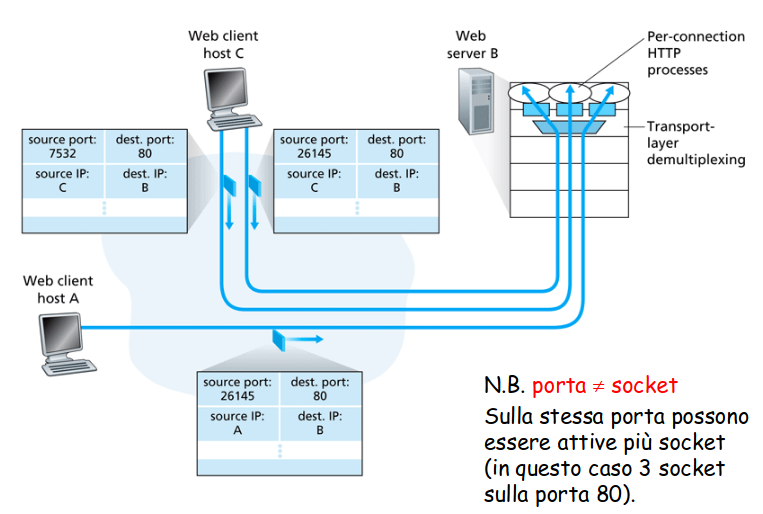 Web client
host C
Web
server B
Per-connection
HTTP
processes
Transport-
layer
demultiplexing
source port:
7532
dest. port:
80
source IP:
C
dest. IP:
B
source port:
26145
dest. port:
80
source IP:
C
dest. IP:
B
Web client
host A
source port:
26145
dest. port:
80
source IP:
A
dest. IP:
B
N.B. porta ≠ socket
Sulla stessa porta possono
essere attive più socket
(in questo caso 3 socket
sulla porta 80).